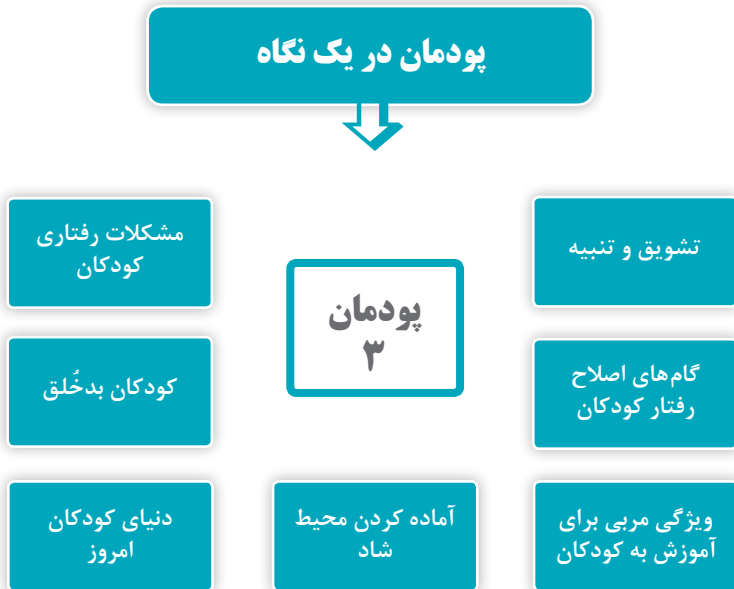 پودمان در یک نگاه
تشویق و تنبیه
مشکلات رفتاری
کودکان
پودمان
۳
گام‌های اصلاح
رفتار کودکان
کودکان بدخُلق
ویژگی مربی برای
آموزش به کودکان
آماده کردن محیط
شاد
دنیای کودکان
امروز